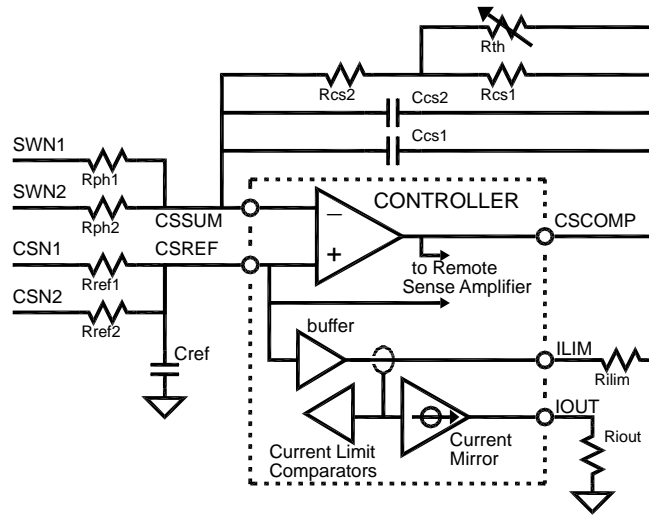 Rth
Rcs2
Rcs1
Ccs2
Ccs1
SWN1
Rph1
SWN2
Rph2
CSSUM
CONTROLLER
CSCOMP
CSN1
Rref1
CSREF
CSN2
Rref2
to Remote
Sense Amplifier
Cref
buffer
ILIM
Rilim
IOUT
Current Limit
Comparators
Current
Mirror
Riout